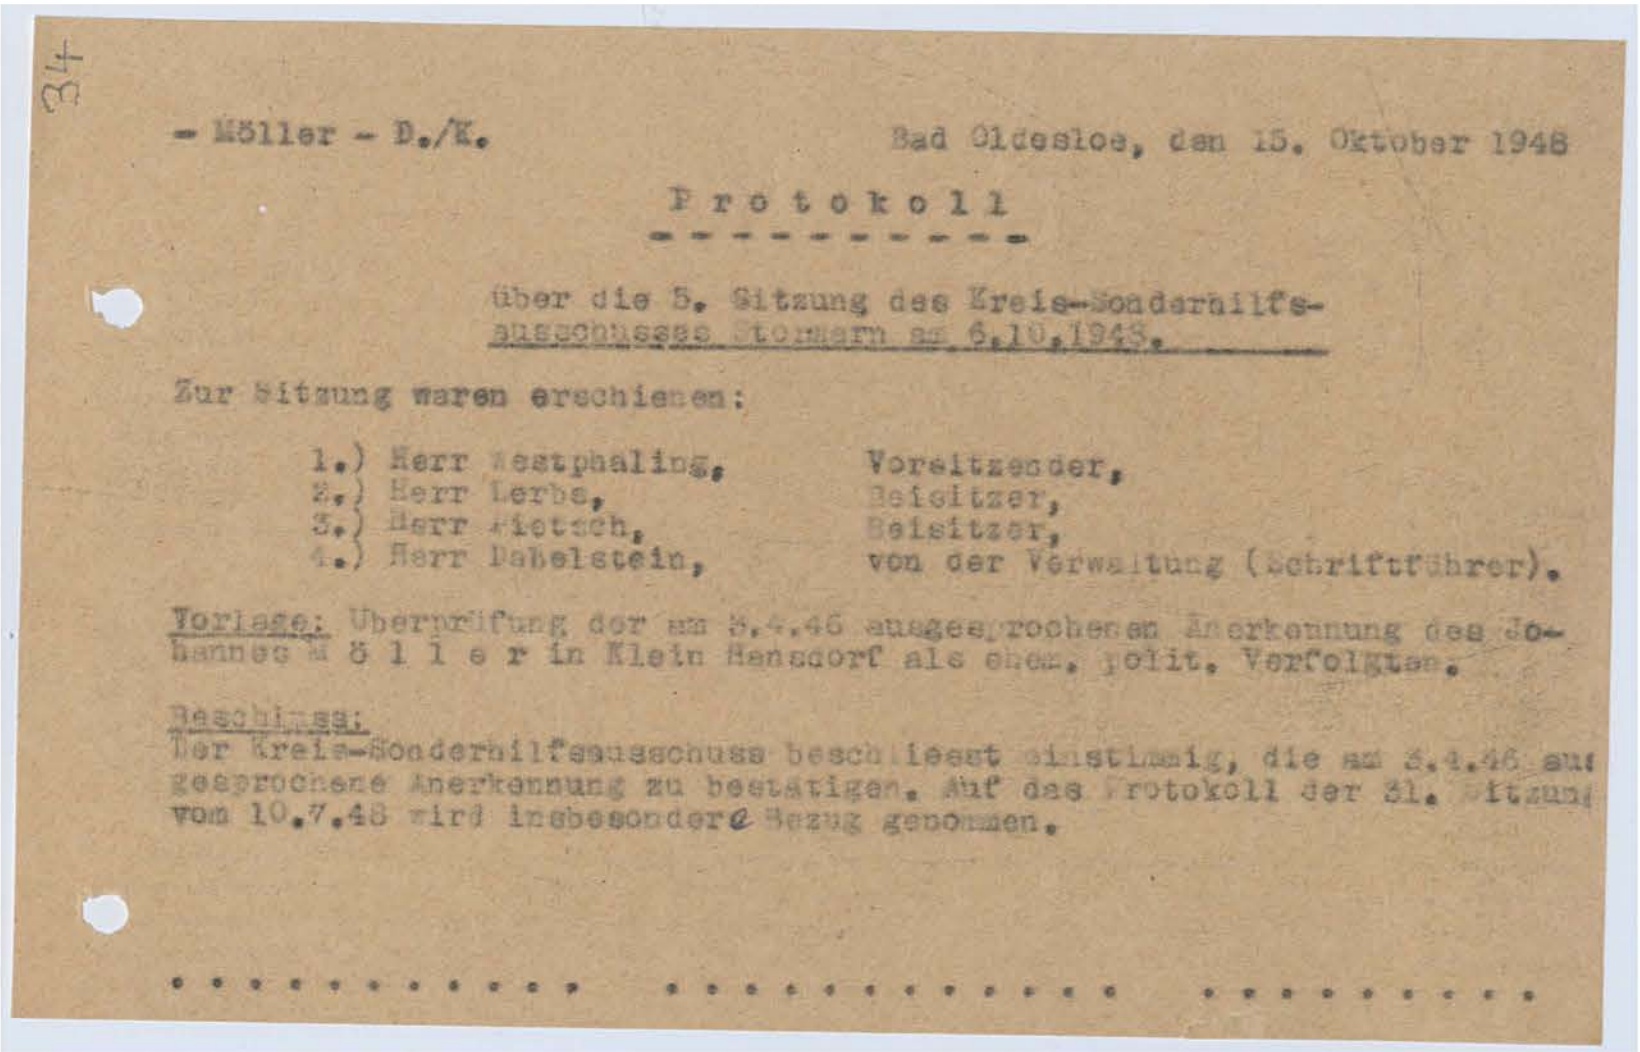 34
- Möller - D./K. Bad Oldesloe, den 15. Oktober 1948
P r o t o k o l l
- - - - - - - - - -
über die 5. Sitzung des Kreis-Sonderhilfs-
ausschusses Stormarn am 6.10.1948.
Zur Sitzung waren erschienen:
1.) Herr Westphaling, Vorsitzender,
2.) Herr Lerbs, Beisitzer,
3.) Herr Pietsch, Beisitzer,
4.) Herr Dabelstein, von der Verwaltung (Schriftführer).
Vorlage: Überprüfung der am 3.4.46 ausgesprochenen Anerkennung des Jo-
hannes M ö l l e r in Klein Hansdorf als ehem. polit. Verfolgten.
Beschluss:
Der Kreis-Sonderhilfsausschuss beschliesst einstimmig, die am 3.4.46 aus
gesprochene Anerkennung zu bestätigen. Auf das Protokoll der 31. Sitzung
vom 10.7.48 wird insbesondere Bezug genommen.
. . . . . . . . . . . . . . . . . . . . . . . . . . . . . . . .